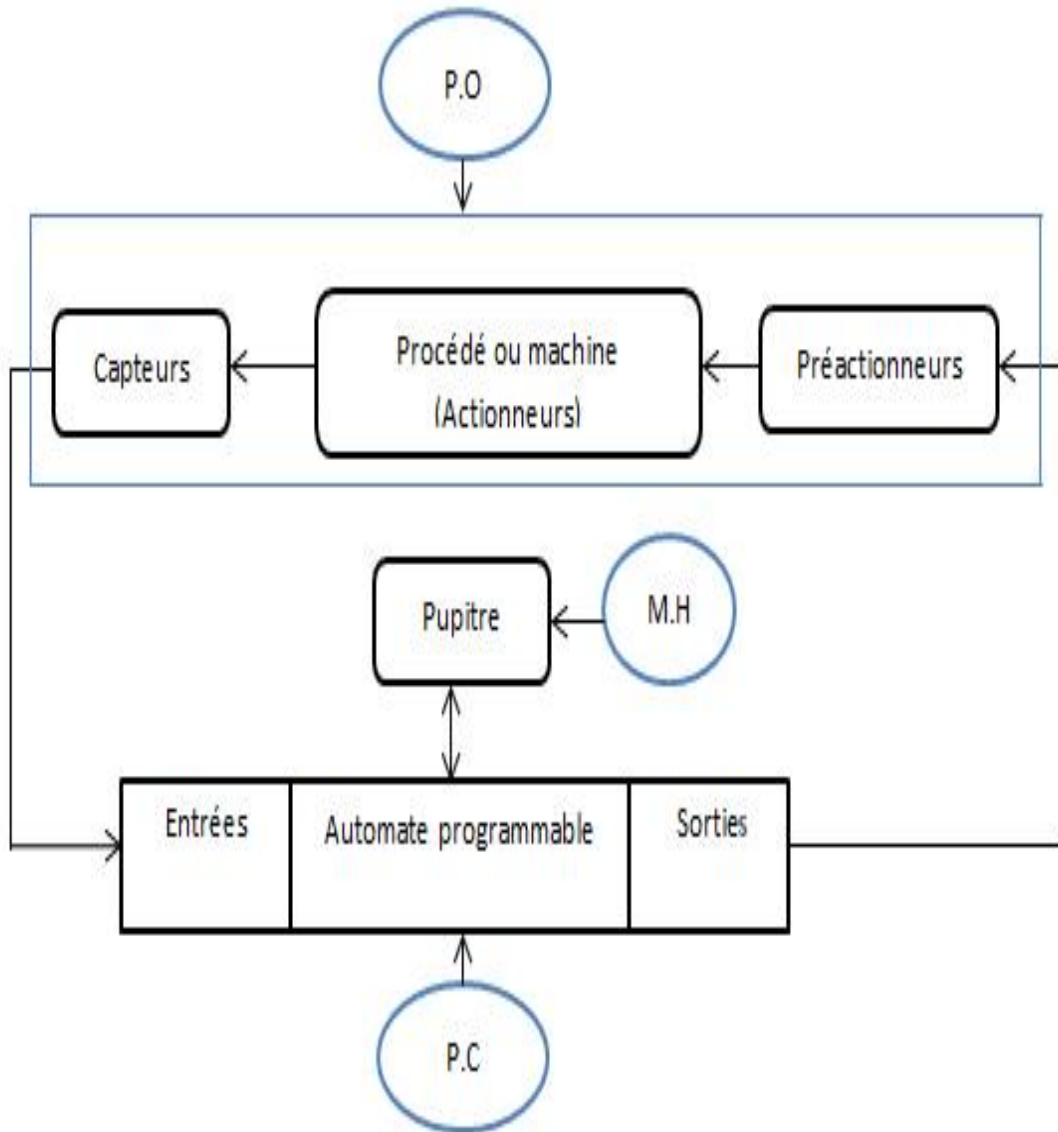 P.O
Capteurs
Procédé ou machine
(Actionneurs)
Préactionneurs
Pupitre
M.H
Entrées
Automate programmable
Sorties
P.C